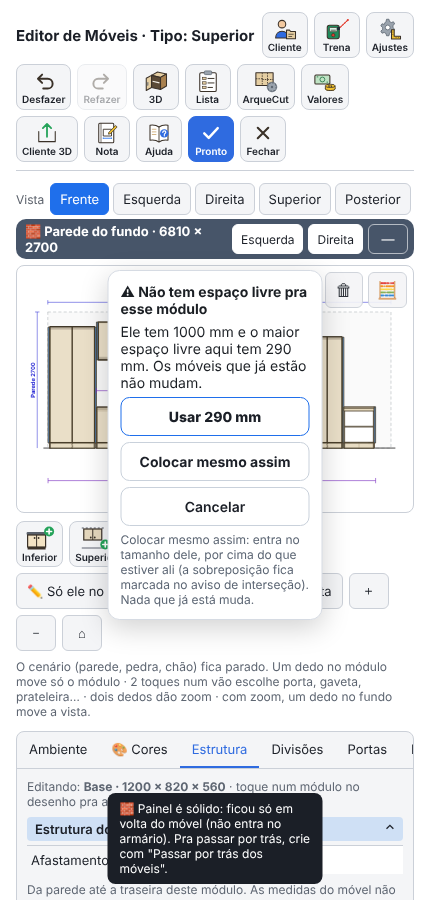 Editor de Móveis · Tipo: Superior
Cliente
Trena
Ajustes
Desfazer
Refazer
3D
Lista
ArqueCut
Valores
Cliente 3D
Nota
Ajuda
Pronto
Fechar
Vista
Frente
Esquerda
Direita
Superior
Posterior
🧱 Parede do fundo · 6810 ×
2700
Esquerda
Direita
—
⚠ Não tem espaço livre pra
esse módulo
Ele tem 1000 mm e o maior
espaço livre aqui tem 290
mm. Os móveis que já estão
não mudam.
Usar 290 mm
Colocar mesmo assim
Cancelar
Colocar mesmo assim: entra no
tamanho dele, por cima do que
estiver ali (a sobreposição fica
marcada no aviso de interseção).
Nada que já está muda.
Parede 2700
Inferior
✏️ Só ele no
+
−
⌂
O cenário (parede, pedra, chão) fica parado. Um dedo no módulo
move só o módulo · 2 toques num vão escolhe porta, gaveta,
prateleira... · dois dedos dão zoom · com zoom, um dedo no fundo
move a vista.
Ambiente
🎨 Cores
Estrutura
Divisões
Portas
Editando: Base · 1200 × 820 × 560 · toque num módulo no
desenho pra
Estrutura
Afastamento
🧱 Painel é sólido: ficou só em
volta do móvel (não entra no
armário). Pra passar por trás, crie
com "Passar por trás dos
móveis".
Da parede até a traseira deste módulo. As medidas do móvel não